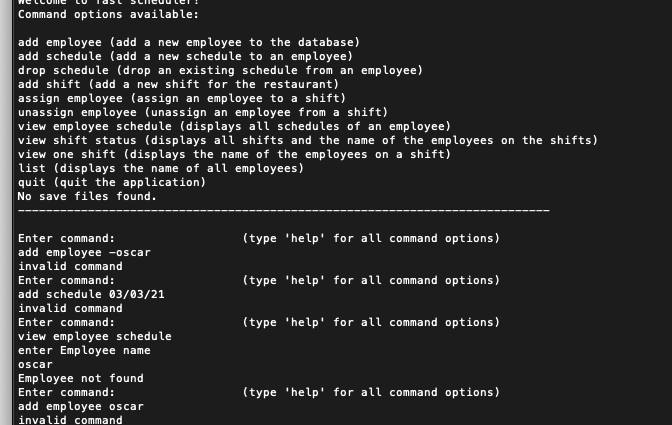 Welcome to fast scheduler!
Command options available:
add employee (add a new employee to the database)
add schedule (add a new schedule to an employee)
drop schedule (drop an existing schedule from an employee)
add shift (add a new shift for the restaurant)
assign employee (assign an employee to a shift)
unassign employee (unassign an employee from a shift)
view employee schedule (displays all schedules of an employee)
view shift status (displays all shifts and the name of the employees on the shifts)
view one shift (displays the name of the employees on a shift)
list (displays the name of all employees)
quit (quit the application)
No save files found.
----------------------------------------------------------------------------
Enter command: (type 'help' for all command options)
add employee –oscar
invalid command
Enter command: (type 'help' for all command options)
add schedule 03/03/21
invalid command
Enter command: (type 'help' for all command options)
view employee schedule
enter Employee name
oscar
Employee not found
Enter command: (type 'help' for all command options)
add employee oscar
invalid command